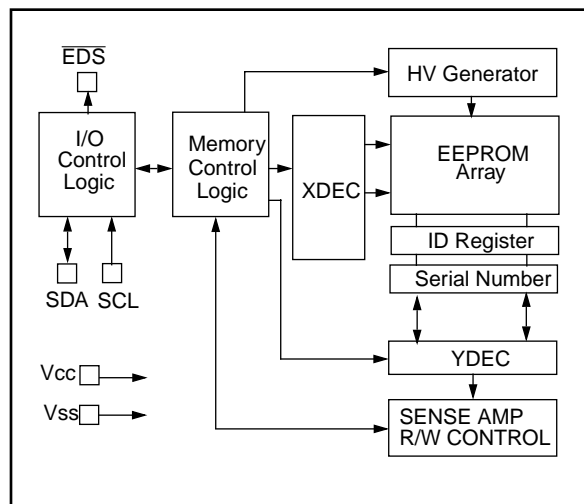 E̅D̅S̅
HV Generator
I/O
Control
Logic
Memory
Control
Logic
XDEC
EEPROM
Array
ID Register
Serial Number
SDA
SCL
Vcc
YDEC
Vss
SENSE AMP
R/W CONTROL